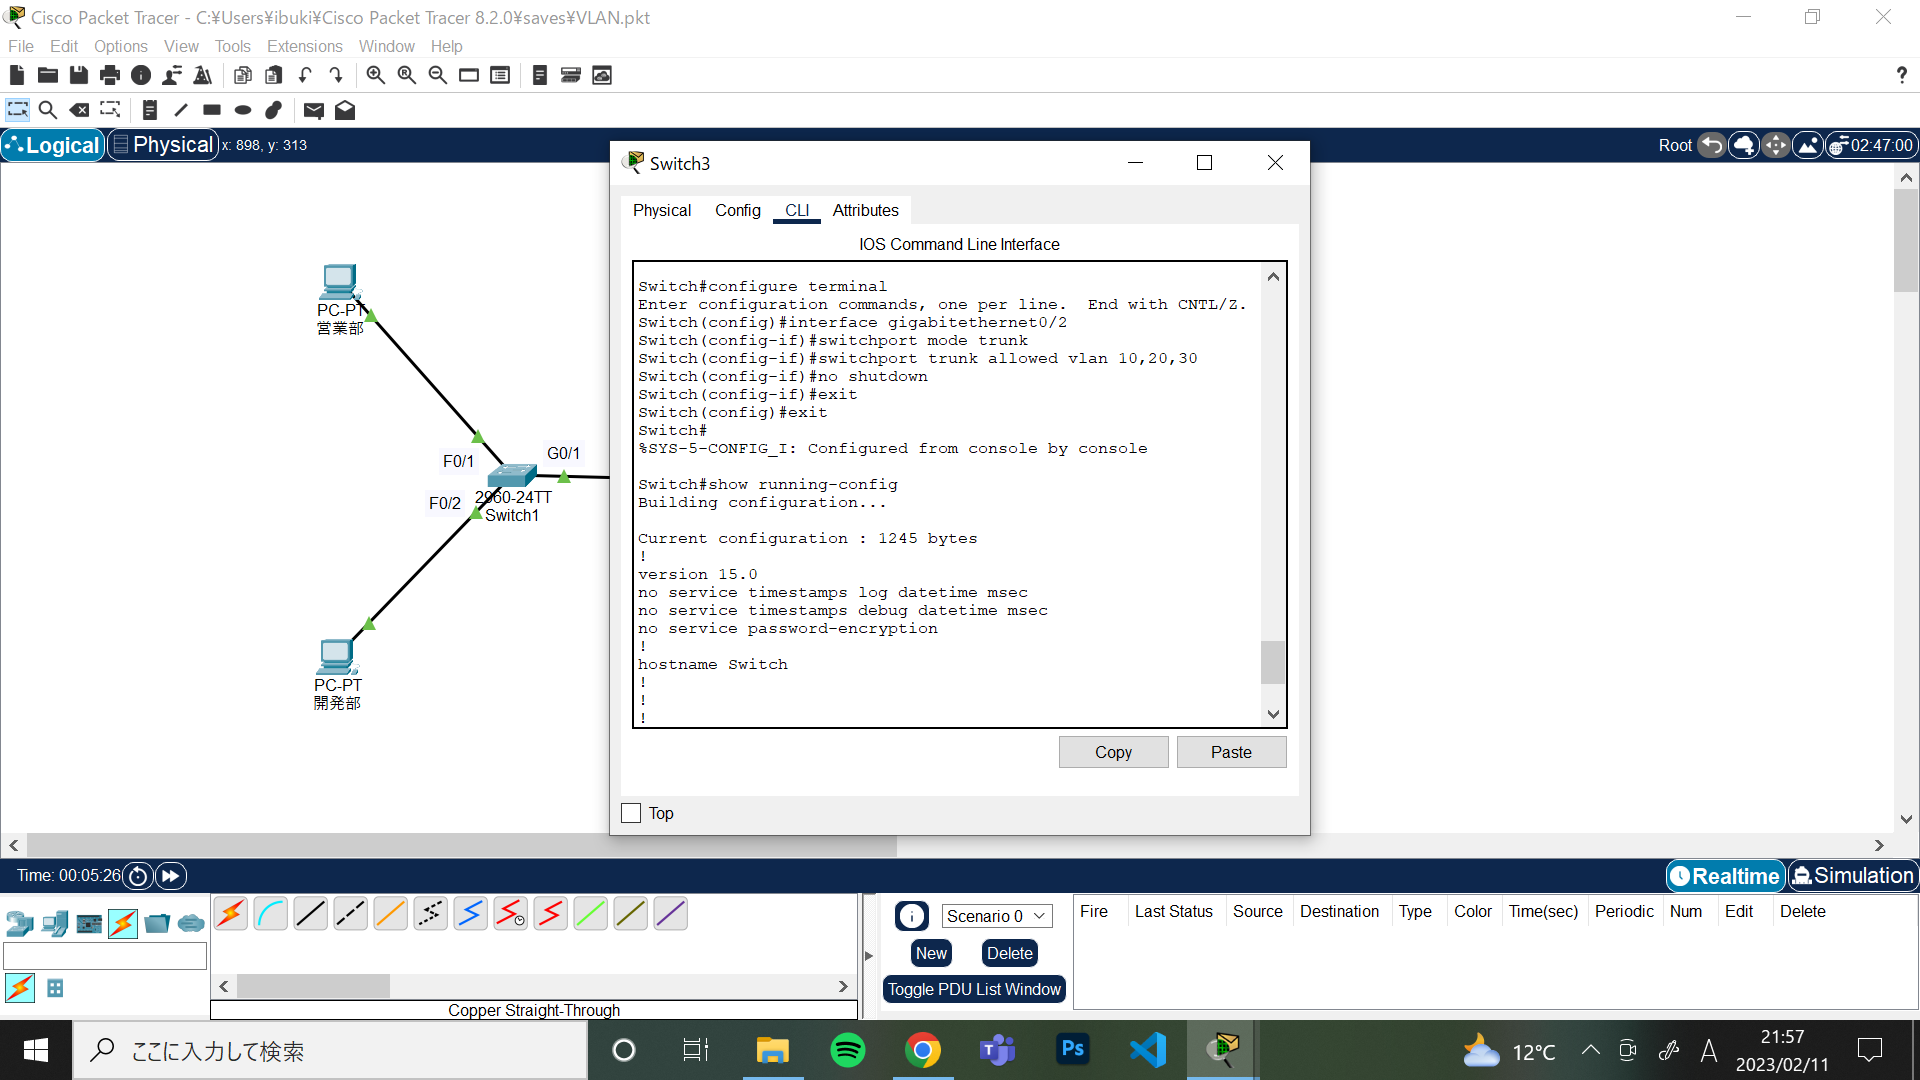 Cisco Packet Tracer - C:¥Users¥ibuki¥Cisco Packet Tracer 8.2.0¥saves¥VLAN.pkt
File Edit Options View Tools Extensions Window Help
?
Logical Physical x: 898, y: 313
Root 02:47:00
PC-PT
営業部
F0/1
G0/1
F0/2
2960-24TT
Switch1
PC-PT
開発部
Switch3
Physical Config CLI Attributes
IOS Command Line Interface
Switch#configure terminal
Enter configuration commands, one per line.  End with CNTL/Z.
Switch(config)#interface gigabitethernet0/2
Switch(config-if)#switchport mode trunk
Switch(config-if)#switchport trunk allowed vlan 10,20,30
Switch(config-if)#no shutdown
Switch(config-if)#exit
Switch(config)#exit
Switch#
%SYS-5-CONFIG_I: Configured from console by console
Switch#show running-config
Building configuration...
Current configuration : 1245 bytes
!
version 15.0
no service timestamps log datetime msec
no service timestamps debug datetime msec
no service password-encryption
!
hostname Switch
!
!
!
Copy Paste
Top
Time: 00:05:26
Realtime Simulation
Scenario 0
New Delete
Toggle PDU List Window
Fire Last Status Source Destination Type Color Time(sec) Periodic Num Edit Delete
Copper Straight-Through
ここに入力して検索
Ps
12°C
A
21:57
2023/02/11